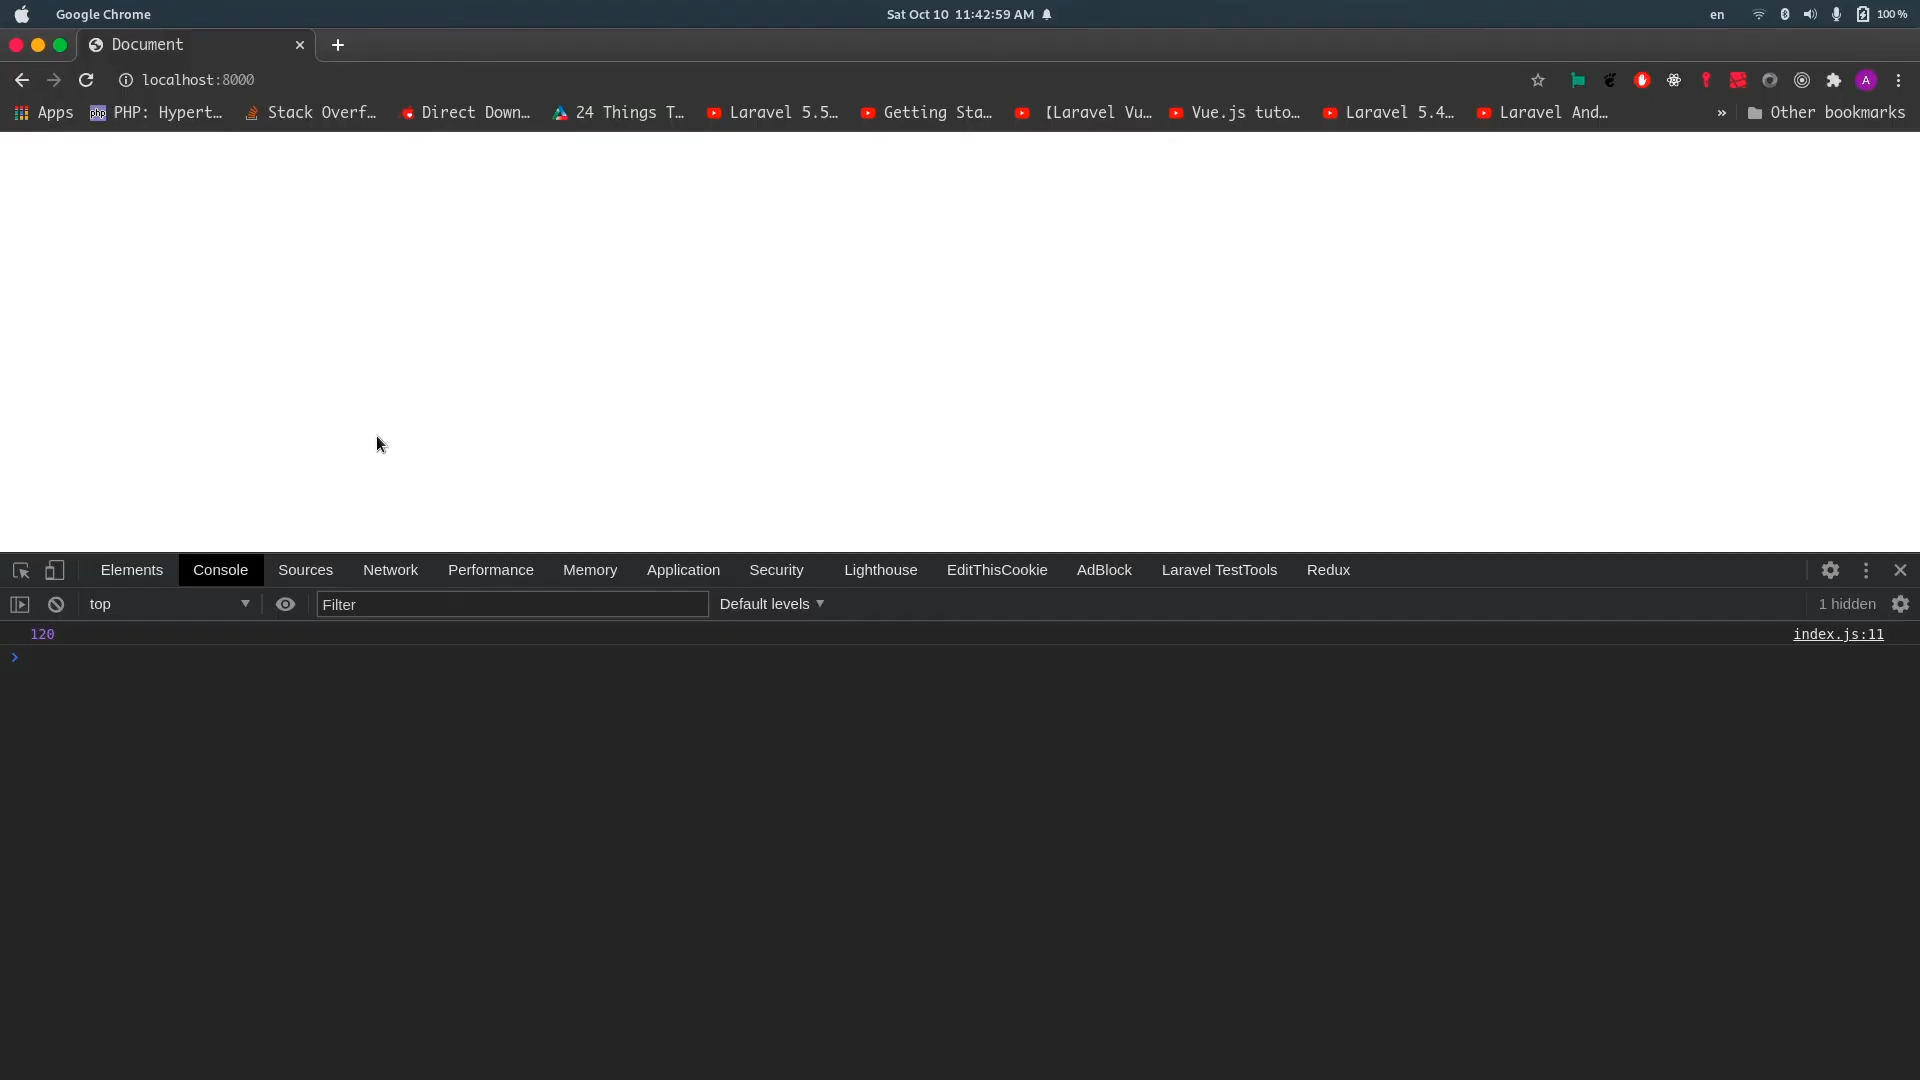 Google Chrome Sat Oct 10 11:42:59 AM en 100 %
Document
localhost:8000 A
Apps php PHP: Hypert… Stack Overf… Direct Down… 24 Things T… Laravel 5.5… Getting Sta… 【Laravel Vu… Vue.js tuto… Laravel 5.4… Laravel And… » Other bookmarks
Elements Console Sources Network Performance Memory Application Security Lighthouse EditThisCookie AdBlock Laravel TestTools Redux
top Filter Default levels 1 hidden
120 index.js:11